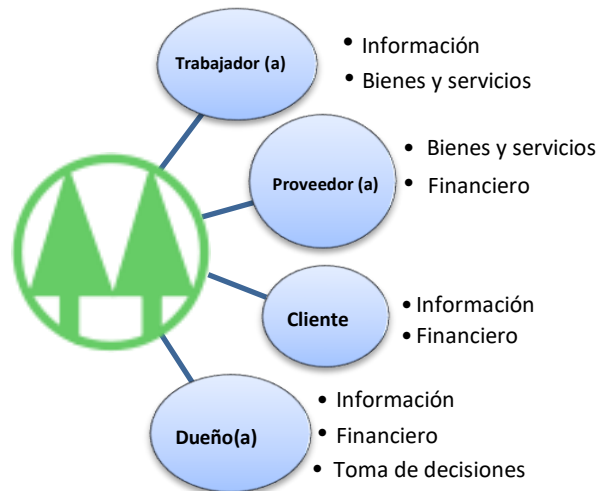 Trabajador (a)
• Información
• Bienes y servicios
Proveedor (a)
• Bienes y servicios
• Financiero
Cliente
• Información
• Financiero
Dueño(a)
• Información
• Financiero
• Toma de decisiones